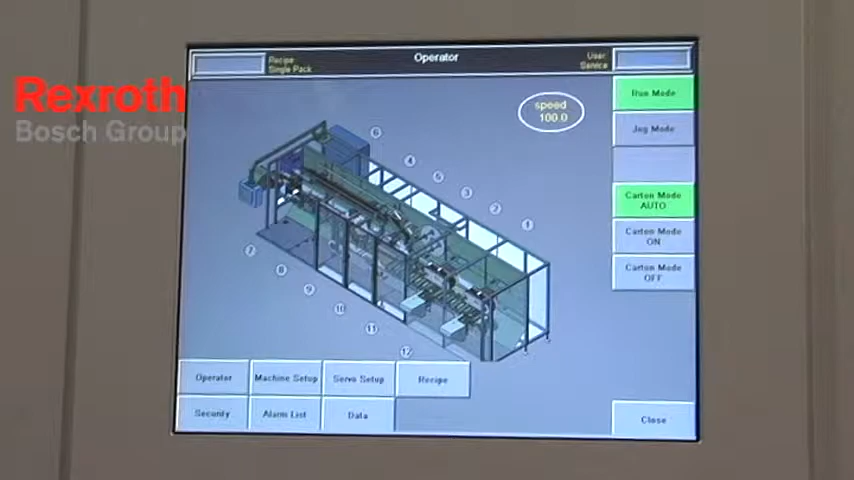 Rexroth
Bosch Group
Recipe
Single Pack
Operator
User
Service
speed
100.0
Run Mode
Jog Mode
Carton Mode
AUTO
Carton Mode
ON
Carton Mode
OFF
6
4
5
3
2
1
7
8
9
10
11
12
Operator
Machine Setup
Servo Setup
Recipe
Security
Alarm List
Data
Close